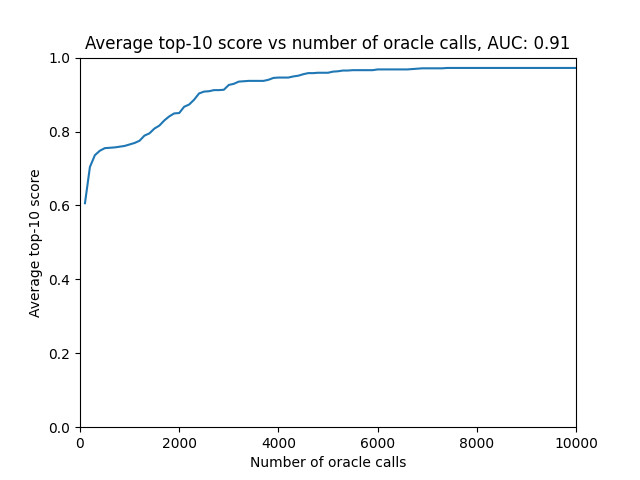 Average top-10 score vs number of oracle calls, AUC: 0.91
1.0
0.8
0.6
0.4
0.2
0.0
Average top-10 score
0 2000 4000 6000 8000 10000
Number of oracle calls